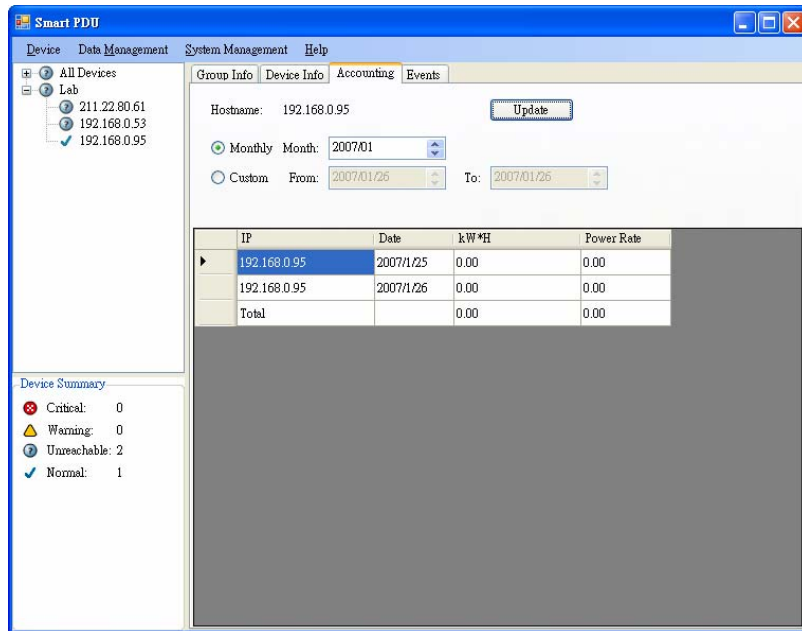 Smart PDU
Device Data Management System Management Help
All Devices
Lab
211.22.80.61
192.168.0.53
192.168.0.95
Device Summary
Critical: 0
Warning: 0
Unreachable: 2
Normal: 1
Group Info Device Info Accounting Events
Hostname: 192.168.0.95 Update
Monthly Month: 2007/01
Custom From: 2007/01/26 To: 2007/01/26
IP Date kW*H Power Rate
192.168.0.95 2007/1/25 0.00 0.00
192.168.0.95 2007/1/26 0.00 0.00
Total 0.00 0.00